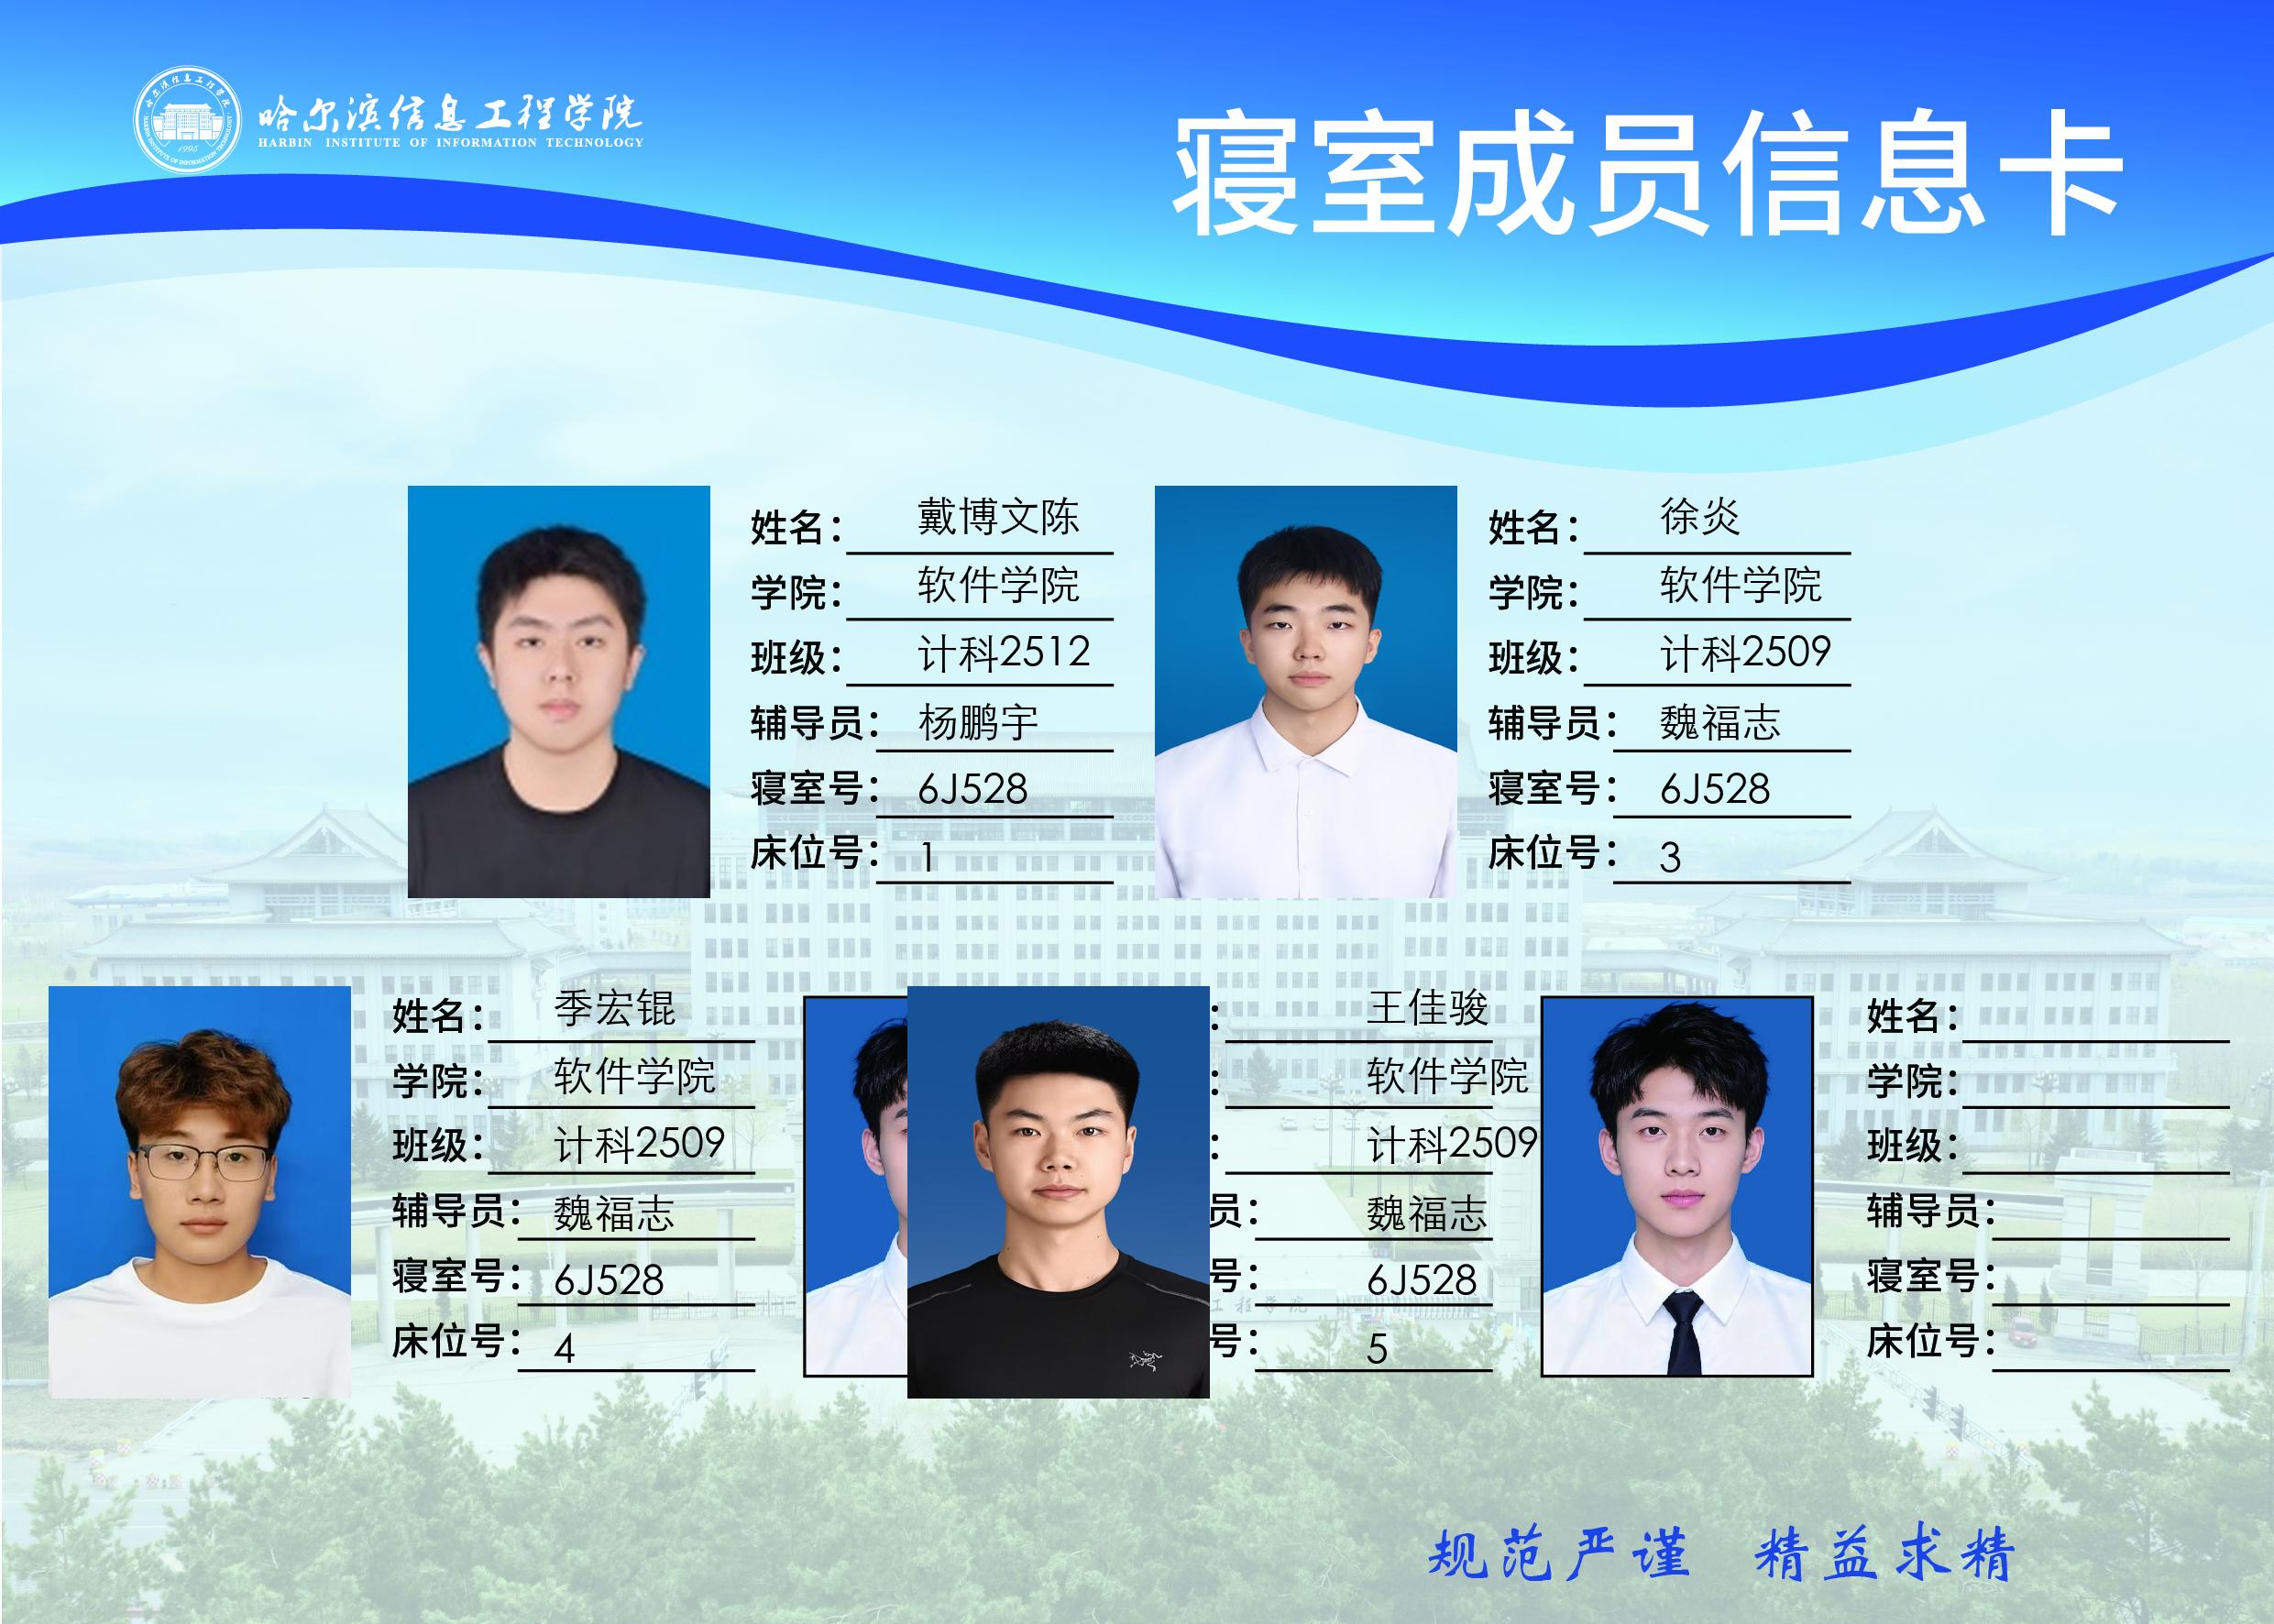 哈尔滨信息工程学院
HARBIN INSTITUTE OF INFORMATION TECHNOLOGY
1995
寝室成员信息卡
姓名： 戴博文陈
学院： 软件学院
班级： 计科2512
辅导员： 杨鹏宇
寝室号： 6J528
床位号： 1
姓名： 徐炎
学院： 软件学院
班级： 计科2509
辅导员： 魏福志
寝室号： 6J528
床位号： 3
姓名： 季宏锟
学院： 软件学院
班级： 计科2509
辅导员： 魏福志
寝室号： 6J528
床位号： 4
： 王佳骏
： 软件学院
： 计科2509
员： 魏福志
号： 6J528
号： 5
姓名：
学院：
班级：
辅导员：
寝室号：
床位号：
规范严谨 精益求精